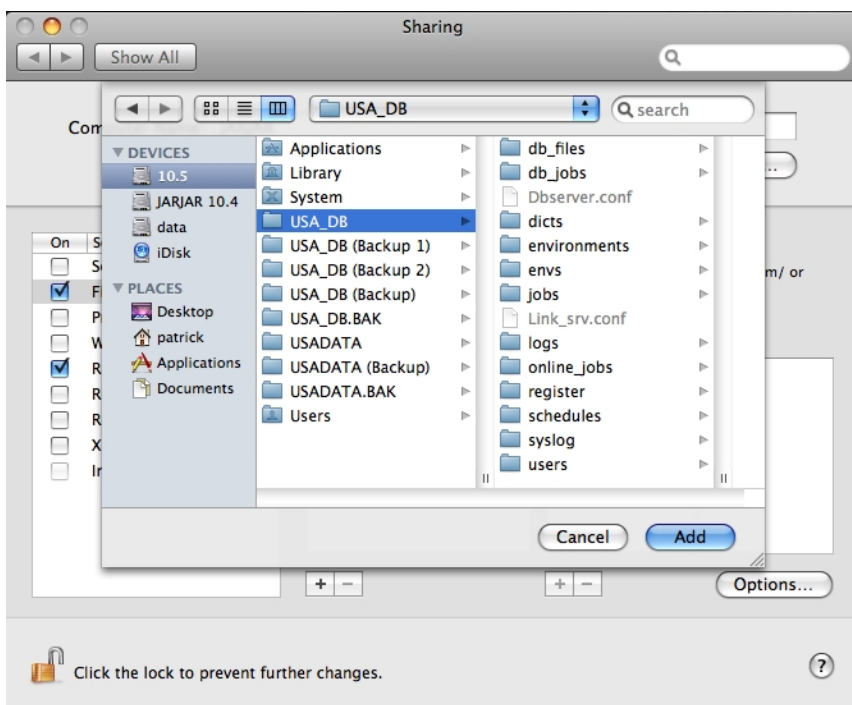 Sharing
Show All
USA_DB
search
Com
DEVICES
10.5
JARJAR 10.4
data
iDisk
PLACES
Desktop
patrick
Applications
Documents
Applications
Library
System
USA_DB
USA_DB (Backup 1)
USA_DB (Backup 2)
USA_DB (Backup)
USA_DB.BAK
USADATA
USADATA (Backup)
USADATA.BAK
Users
db_files
db_jobs
Dbserver.conf
dicts
environments
envs
jobs
Link_srv.conf
logs
online_jobs
register
schedules
syslog
users
On
m/ or
Cancel
Add
+ −
+ −
Options...
Click the lock to prevent further changes.
?